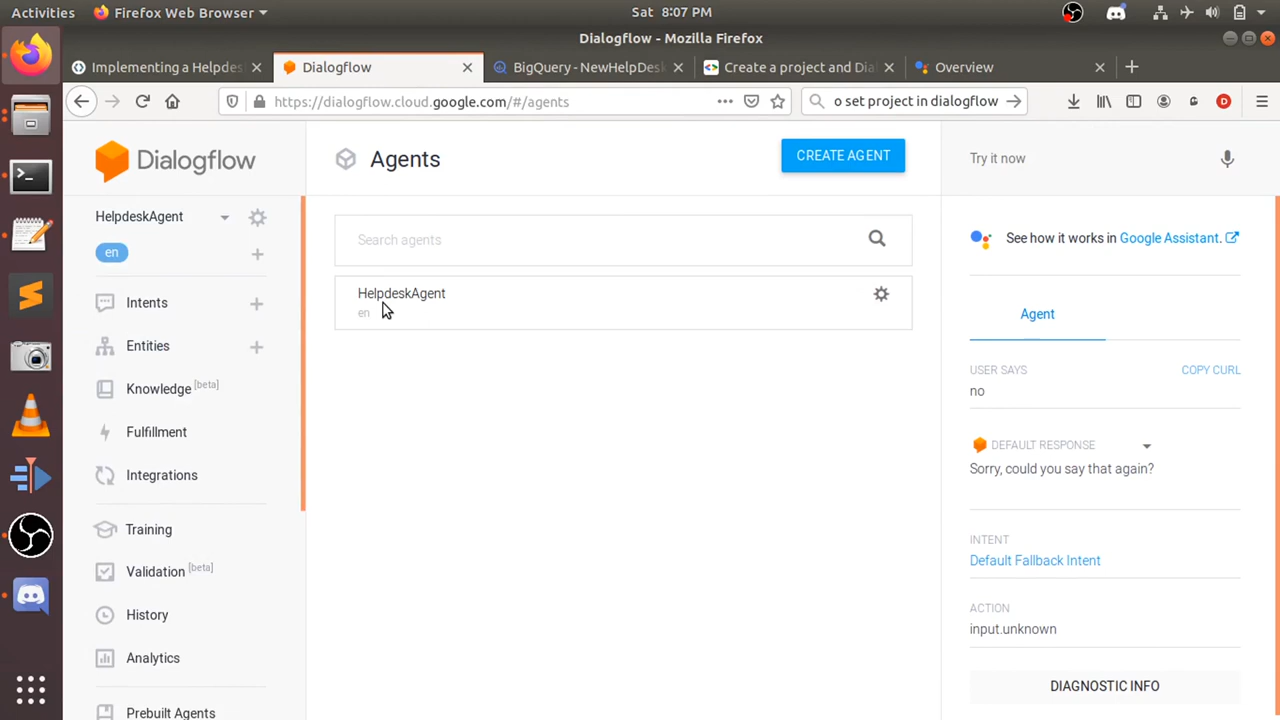 Activities Firefox Web Browser Sat 8:07 PM
Dialogflow - Mozilla Firefox
Implementing a Helpdes Dialogflow BigQuery - NewHelpDesk Create a project and Dial Overview
https://dialogflow.cloud.google.com/#/agents o set project in dialogflow
Dialogflow
Agents
CREATE AGENT
Try it now
HelpdeskAgent
en
Search agents
HelpdeskAgent
en
See how it works in Google Assistant.
Intents
Entities
Knowledge [beta]
Fulfillment
Integrations
Training
Validation [beta]
History
Analytics
Prebuilt Agents
Agent
USER SAYS COPY CURL
no
DEFAULT RESPONSE
Sorry, could you say that again?
INTENT
Default Fallback Intent
ACTION
input.unknown
DIAGNOSTIC INFO